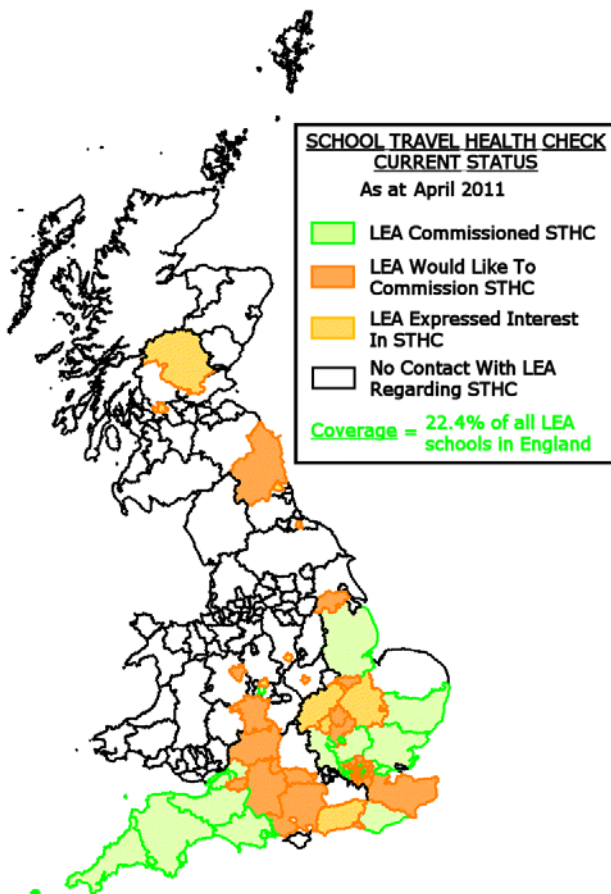 SCHOOL TRAVEL HEALTH CHECK
CURRENT STATUS
As at April 2011
LEA Commissioned STHC
LEA Would Like To
Commission STHC
LEA Expressed Interest
In STHC
No Contact With LEA
Regarding STHC
Coverage = 22.4% of all LEA
schools in England